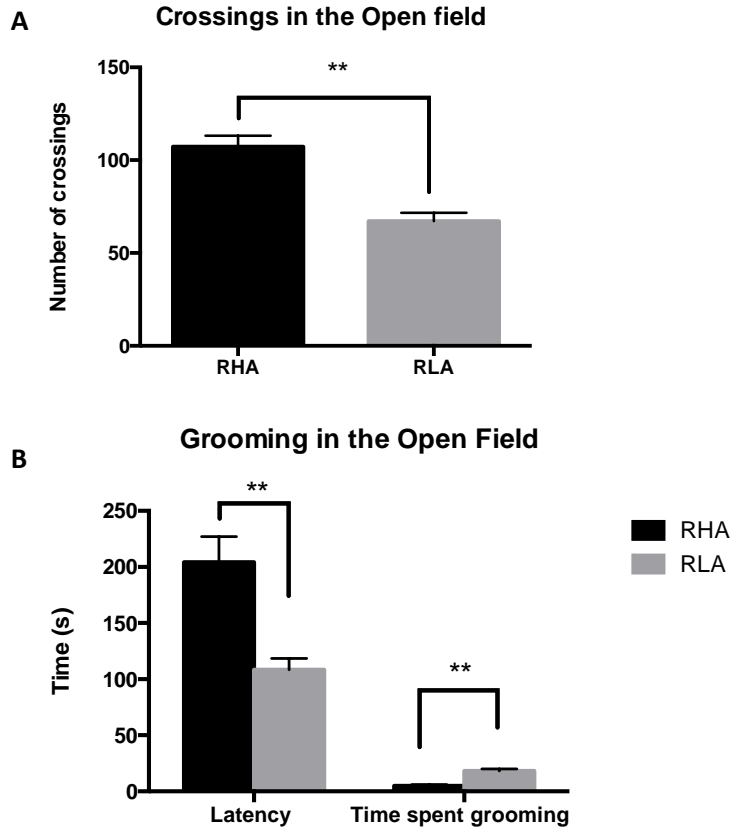 A
Crossings in the Open field
Number of crossings
150
100
50
0
**
RHA RLA
B
Grooming in the Open Field
Time (s)
250
200
150
100
50
0
**
**
Latency Time spent grooming
RHA
RLA